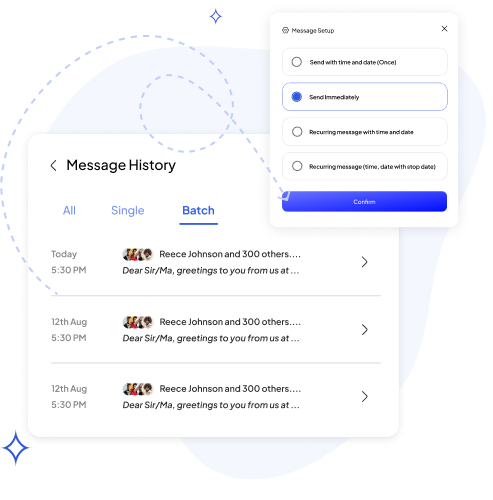 Message Setup
Send with time and date (Once)
Send Immediately
Recurring message with time and date
Recurring message (time, date with stop date)
Confirm
Message History
All
Single
Batch
Today
5:30 PM
Reece Johnson and 300 others....
Dear Sir/Ma, greetings to you from us at ...
12th Aug
5:30 PM
Reece Johnson and 300 others....
Dear Sir/Ma, greetings to you from us at ...
12th Aug
5:30 PM
Reece Johnson and 300 others....
Dear Sir/Ma, greetings to you from us at ...